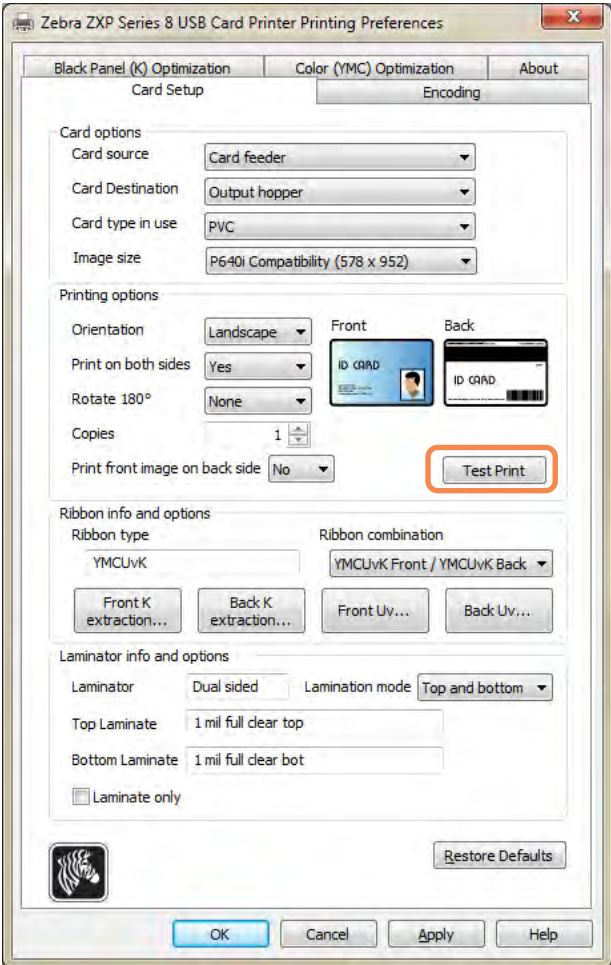 Zebra ZXP Series 8 USB Card Printer Printing Preferences
Black Panel (K) Optimization Color (YMC) Optimization About
Card Setup Encoding
Card options
Card source Card feeder
Card Destination Output hopper
Card type in use PVC
Image size P640i Compatibility (578 x 952)
Printing options
Orientation Landscape Front Back
Print on both sides Yes
ID CARD
ID CARD
Rotate 180° None
Copies 1
Print front image on back side No Test Print
Ribbon info and options
Ribbon type Ribbon combination
YMCUvK YMCUvK Front / YMCUvK Back
Front K extraction... Back K extraction... Front Uv... Back Uv...
Laminator info and options
Laminator Dual sided Lamination mode Top and bottom
Top Laminate 1 mil full clear top
Bottom Laminate 1 mil full clear bot
Laminate only
Restore Defaults
OK Cancel Apply Help